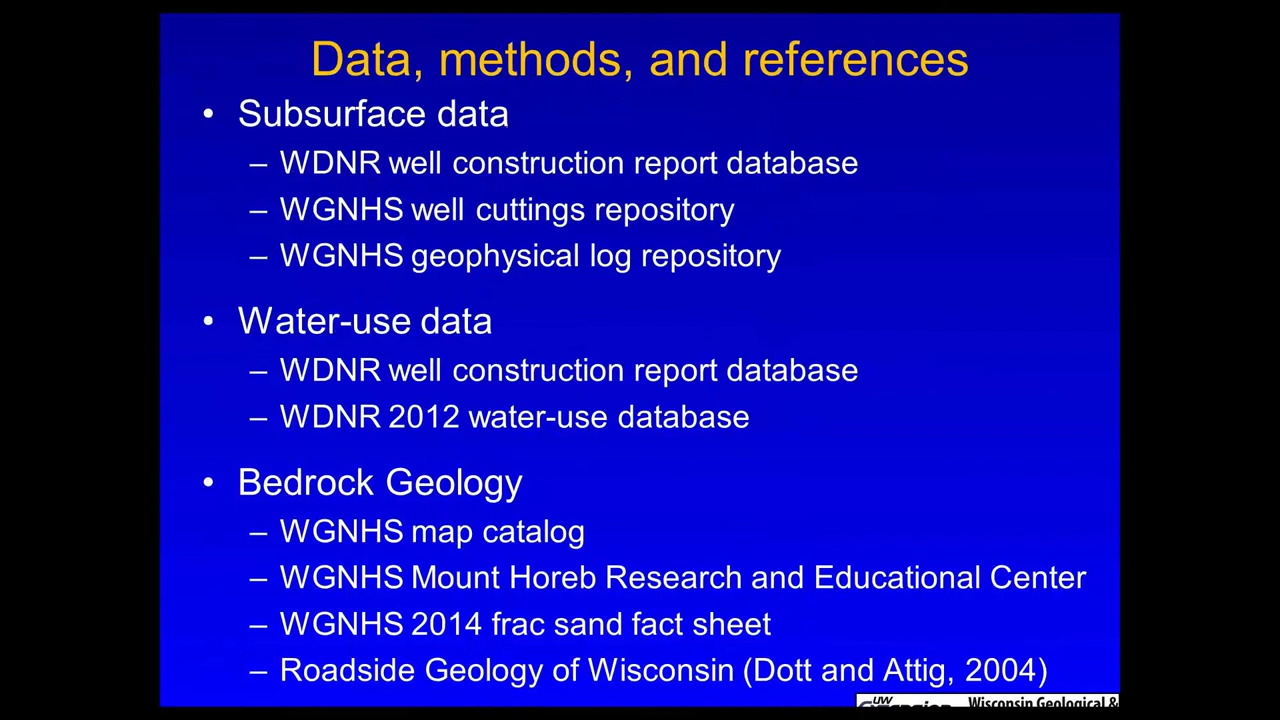 Data, methods, and references
• Subsurface data
– WDNR well construction report database
– WGNHS well cuttings repository
– WGNHS geophysical log repository
• Water-use data
– WDNR well construction report database
– WDNR 2012 water-use database
• Bedrock Geology
– WGNHS map catalog
– WGNHS Mount Horeb Research and Educational Center
– WGNHS 2014 frac sand fact sheet
– Roadside Geology of Wisconsin (Dott and Attig, 2004)
UW
Wisconsin Geological &